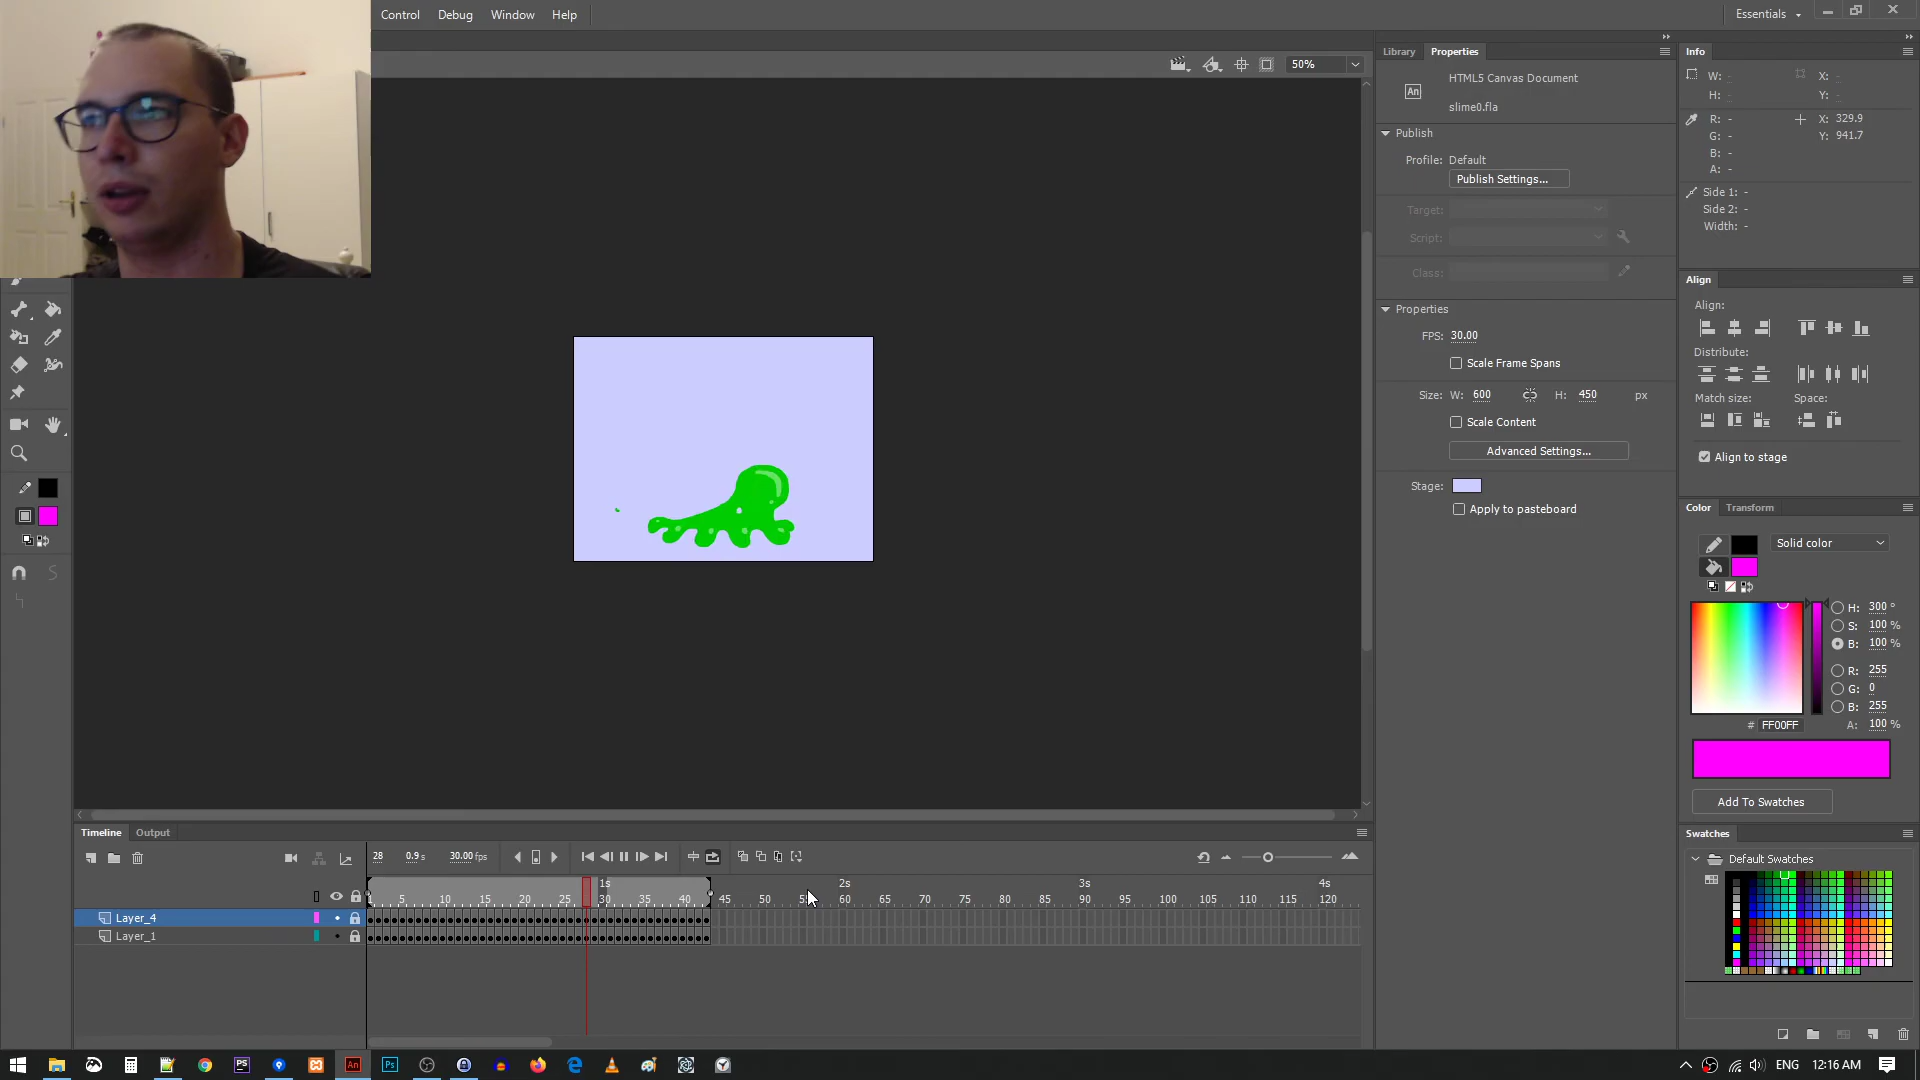 Control Debug Window Help
Essentials
50%
Library Properties
HTML5 Canvas Document
An
slime0.fla
Publish
Profile: Default
Publish Settings...
Target:
Script:
Class:
Properties
FPS: 30.00
Scale Frame Spans
Size: W: 600 H: 450 px
Scale Content
Advanced Settings...
Stage:
Apply to pasteboard
Info
W: - X: -
H: - Y: -
R: - X: 329.9
G: - Y: 941.7
B: -
A: -
Side 1: -
Side 2: -
Width: -
Align
Align:
Distribute:
Match size: Space:
Align to stage
Color Transform
Solid color
H: 300 °
S: 100 %
B: 100 %
R: 255
G: 0
B: 255
# FF00FF A: 100 %
Add To Swatches
Swatches
Default Swatches
Timeline Output
28 0.9 s 30.00 fps
1s 2s 3s 4s
1 5 10 15 20 25 30 35 40 45 50 55 60 65 70 75 80 85 90 95 100 105 110 115 120
Layer_4
Layer_1
PS An Ps
ENG 12:16 AM